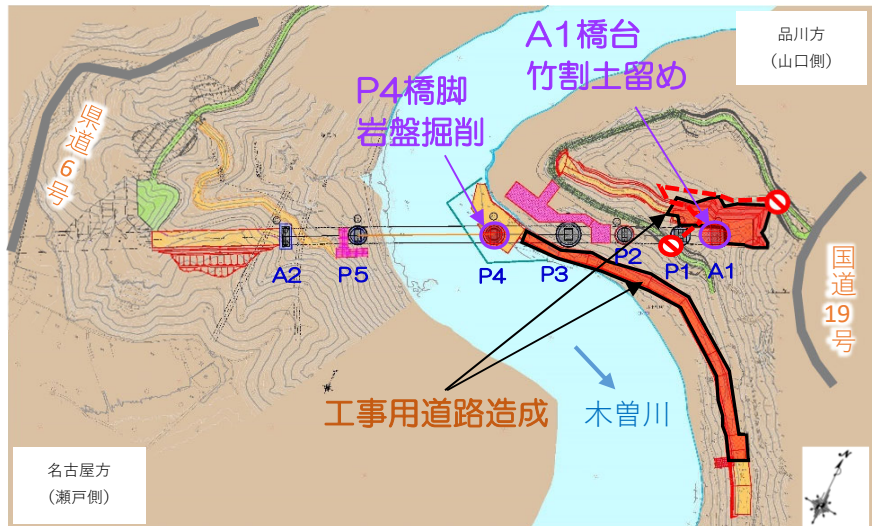 品川方
（山口側）
A1橋台
竹割土留め
P4橋脚
岩盤掘削
県道6号
国道19号
A2
P5
P4
P3
P2
P1
A1
工事用道路造成
木曽川
名古屋方
（瀬戸側）
N